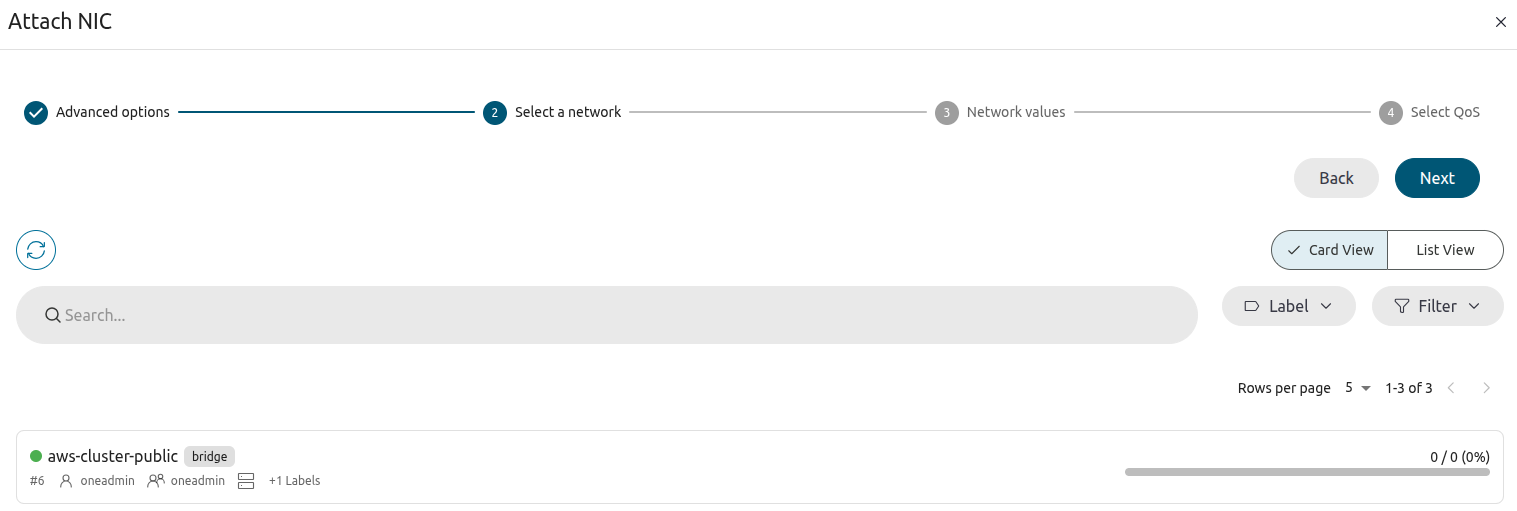 Attach NIC
Advanced options
2 Select a network
3 Network values
4 Select QoS
Back
Next
Card View
List View
Search...
Label
Filter
Rows per page 5 1-3 of 3
aws-cluster-public bridge
0 / 0 (0%)
#6 oneadmin oneadmin +1 Labels